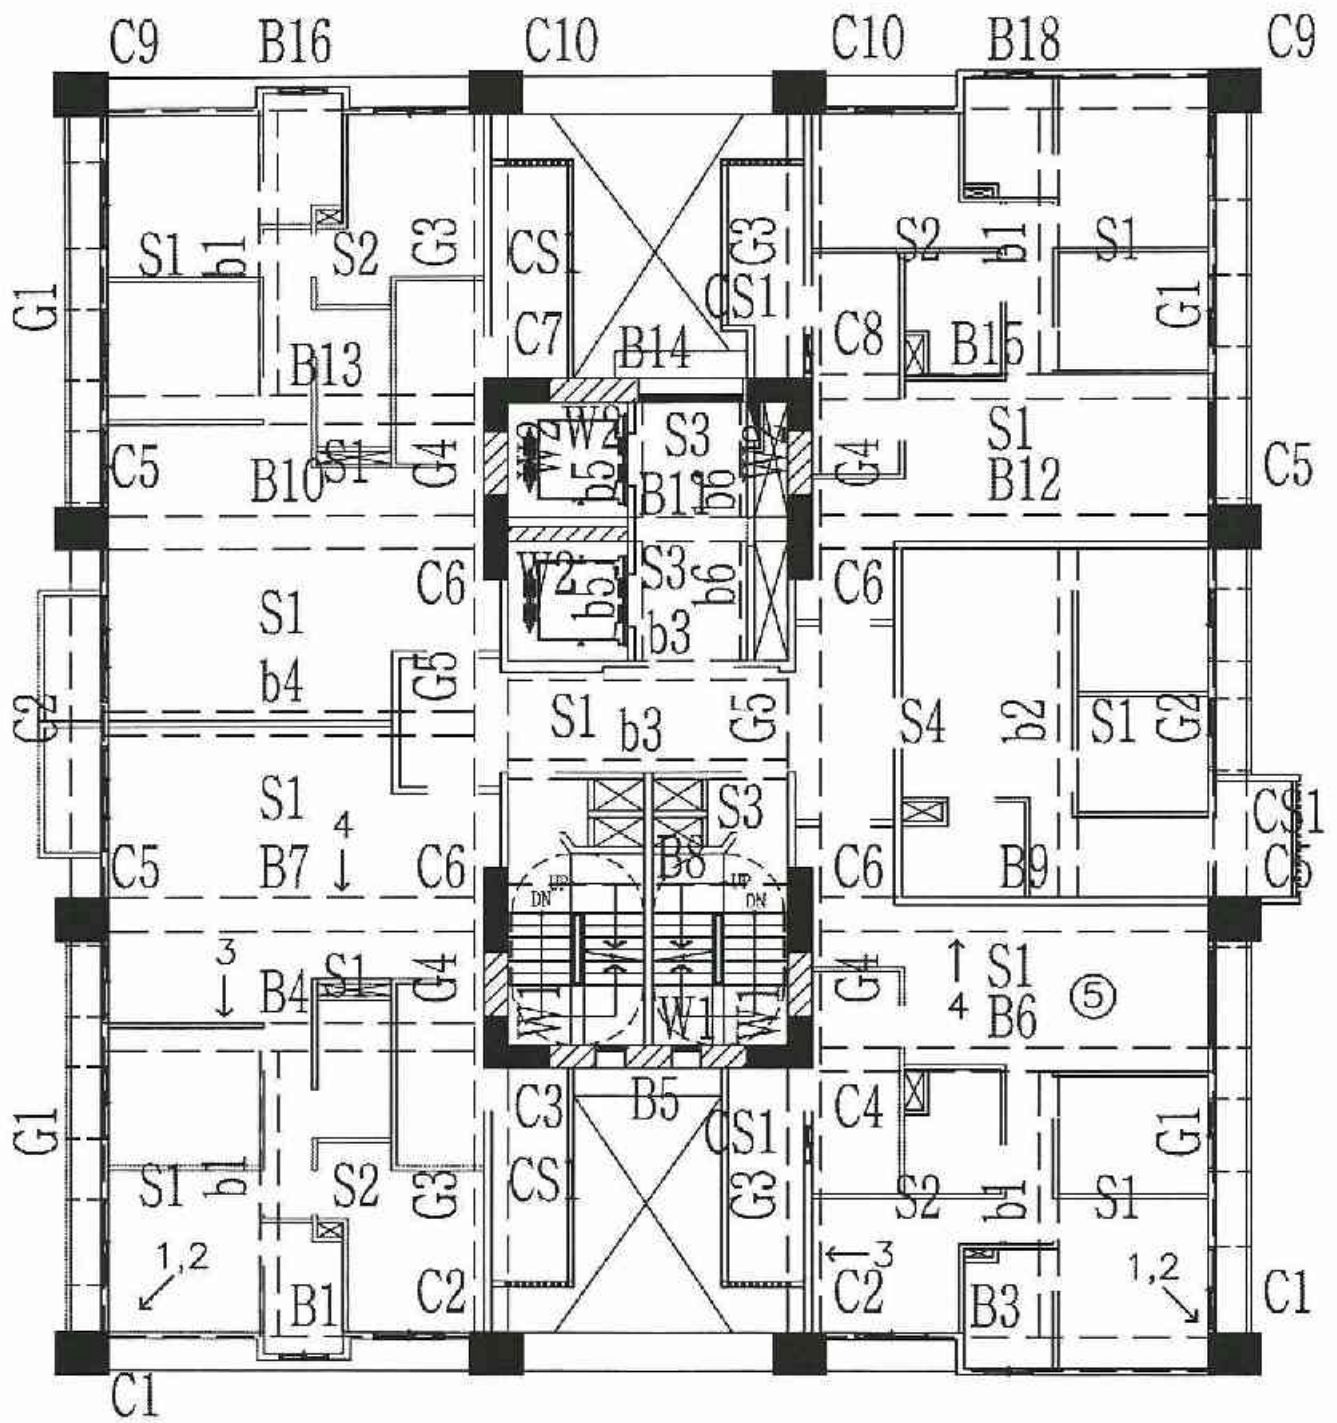 C9 B16 C10 C10 B18 C9
S1 b1 S2 G3 CS1 G3 CS1 S2 b1 S1
G1 C7 B14 C8 B15 G1
B13
W2 W2 S3 W2 S1
C5 B10 S1 G4 b5 B11 b6 G4 B12 C5
C6 W2 b5 S3 b6 C6
S1 b3
C2 b4 G5 S1 b3 G5 S4 b2 S1 G2
S1 S3 CS1
4
C5 B7 C6 B8 C6 B9 C5
UP UP
DN DN
3
B4 S1 G4 W1 W1 W1 G4 4 S1 B6 5
G1 C3 B5 CS1 C4 G1
S1 b1 S2 G3 CS1 G3 S2 b1 S1
1,2 3 1,2
B1 C2 C2 B3 C1
C1